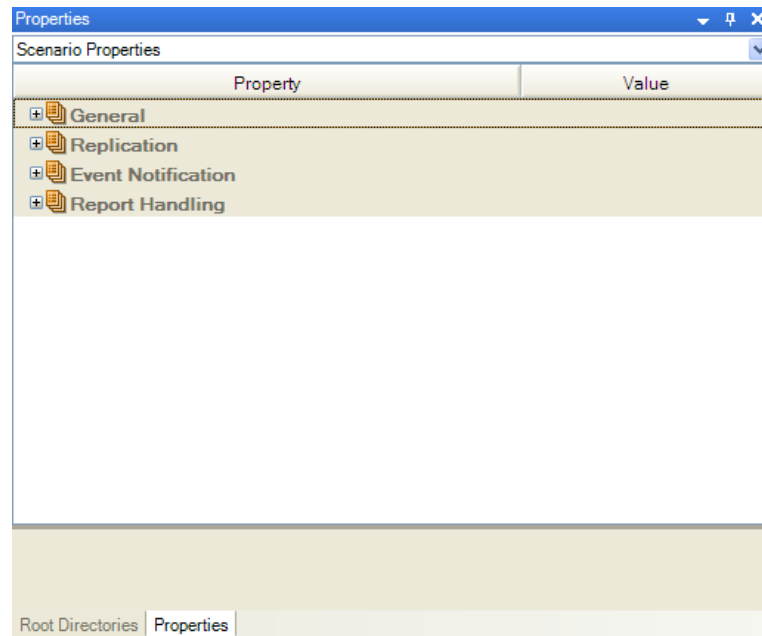 Properties
Scenario Properties
Property Value
General
Replication
Event Notification
Report Handling
Root Directories Properties